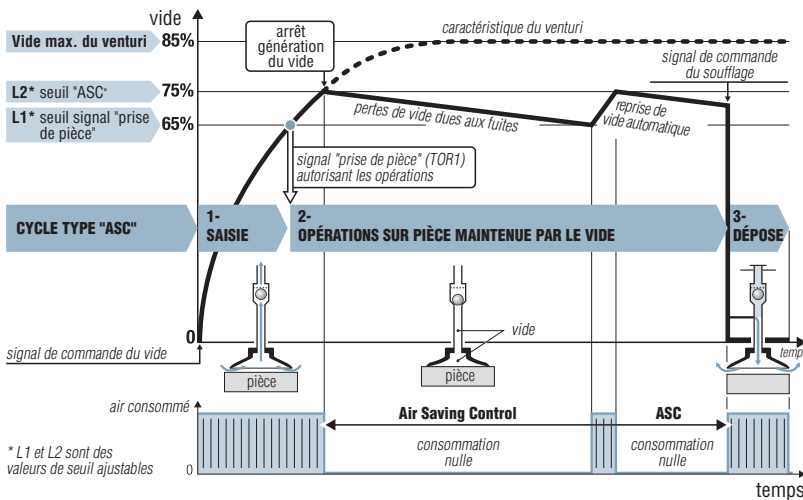 vide
Vide max. du venturi
85%
arrêt
génération
du vide
caractéristique du venturi
signal de commande
du soufflage
L2* seuil "ASC"
75%
L1* seuil signal "prise
de pièce"
65%
pertes de vide dues aux fuites
reprise de
vide automatique
signal "prise de pièce" (TOR1)
autorisant les opérations
CYCLE TYPE "ASC"
1-
SAISIE
2-
OPÉRATIONS SUR PIÈCE MAINTENUE PAR LE VIDE
3-
DÉPOSE
0
signal de commande du vide
vide
temps
pièce
pièce
air consommé
Air Saving Control
ASC
consommation
nulle
consommation
nulle
* L1 et L2 sont des
valeurs de seuil ajustables
0
temps